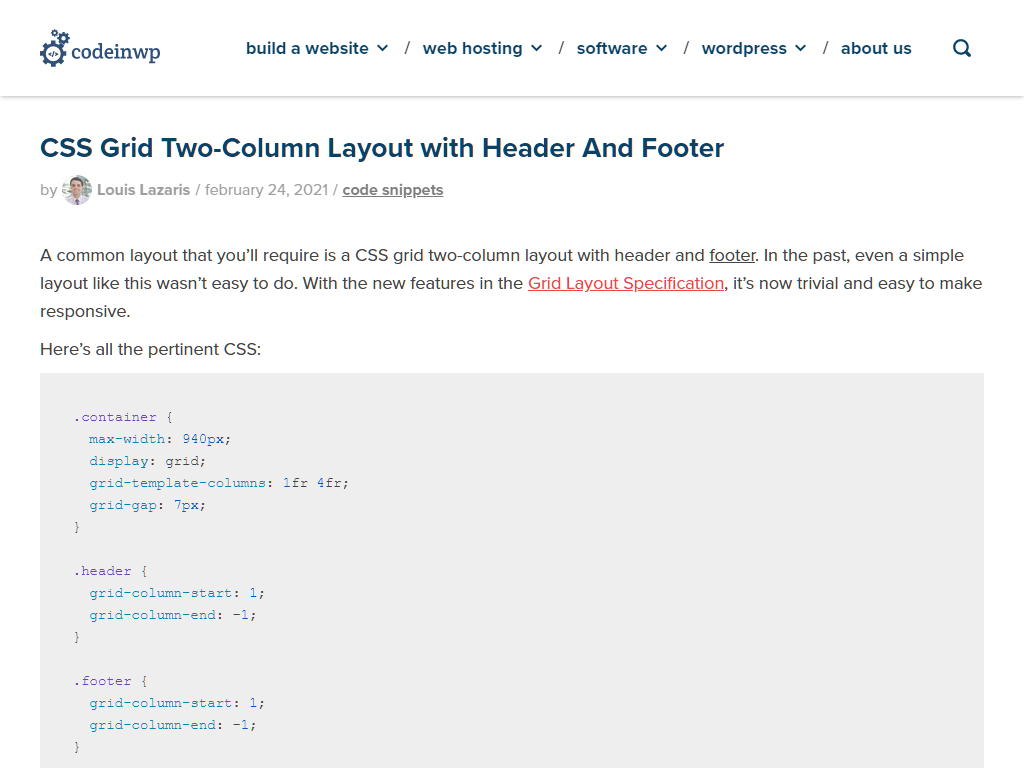 codeinwp
build a website / web hosting / software / wordpress / about us
CSS Grid Two-Column Layout with Header And Footer
by Louis Lazaris / february 24, 2021 / code snippets
A common layout that you’ll require is a CSS grid two-column layout with header and footer. In the past, even a simple
layout like this wasn’t easy to do. With the new features in the Grid Layout Specification, it’s now trivial and easy to make
responsive.
Here’s all the pertinent CSS:
.container {
  max-width: 940px;
  display: grid;
  grid-template-columns: 1fr 4fr;
  grid-gap: 7px;
}
.header {
  grid-column-start: 1;
  grid-column-end: -1;
}
.footer {
  grid-column-start: 1;
  grid-column-end: -1;
}